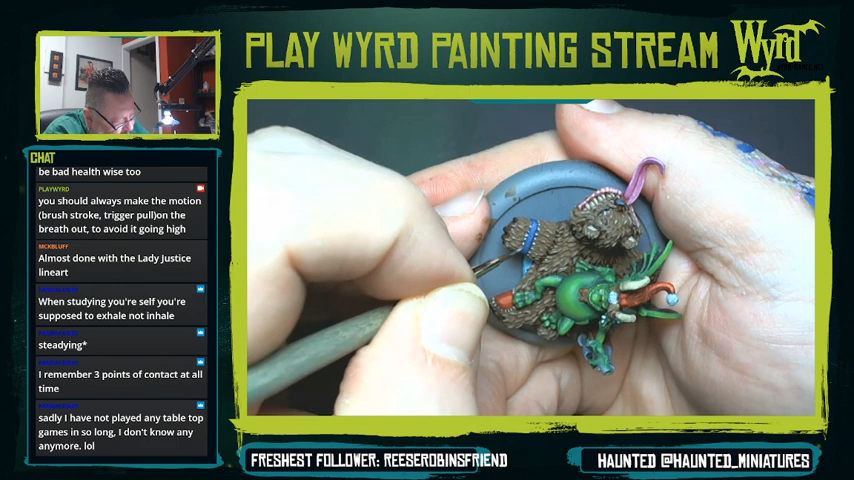 PLAY WYRD PAINTING STREAM
Wyrd
CHAT
be bad health wise too
PLAYWYRD
you should always make the motion
(brush stroke, trigger pull)on the
breath out, to avoid it going high
MCKBLUFF
Almost done with the Lady Justice
lineart
When studying you're self you're
supposed to exhale not inhale
steadying*
I remember 3 points of contact at all
time
sadly I have not played any table top
games in so long, I don't know any
anymore. lol
FRESHEST FOLLOWER: REESEROBINSFRIEND
HAUNTED @HAUNTED_MINIATURES